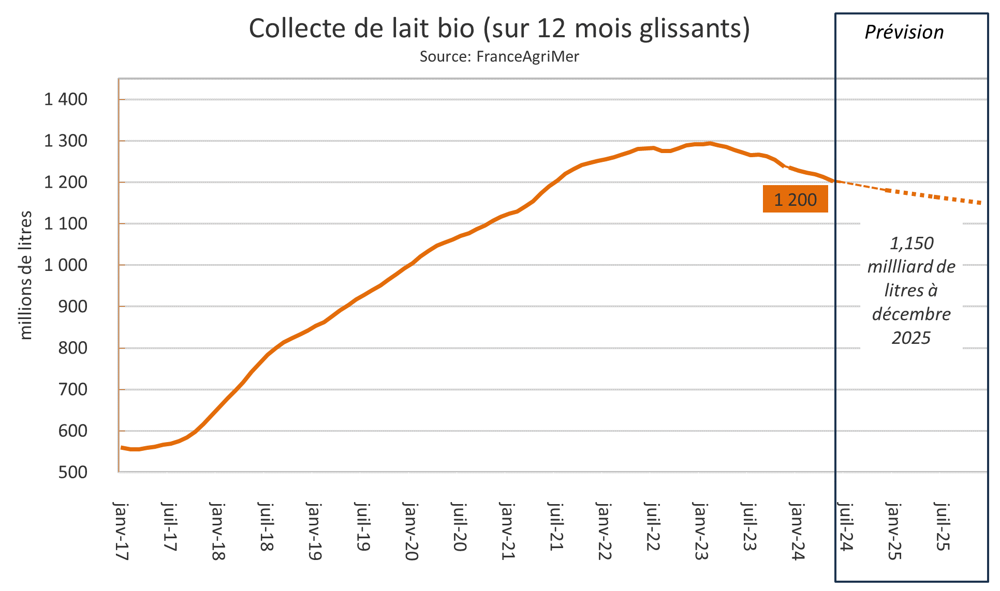 Collecte de lait bio (sur 12 mois glissants)
Source: FranceAgriMer
Prévision
millions de litres
1 400
1 300
1 200
1 100
1 000
900
800
700
600
500
1 200
1,150
millliard de
litres à
décembre
2025
janv-17
juil-17
janv-18
juil-18
janv-19
juil-19
janv-20
juil-20
janv-21
juil-21
janv-22
juil-22
janv-23
juil-23
janv-24
juil-24
janv-25
juil-25